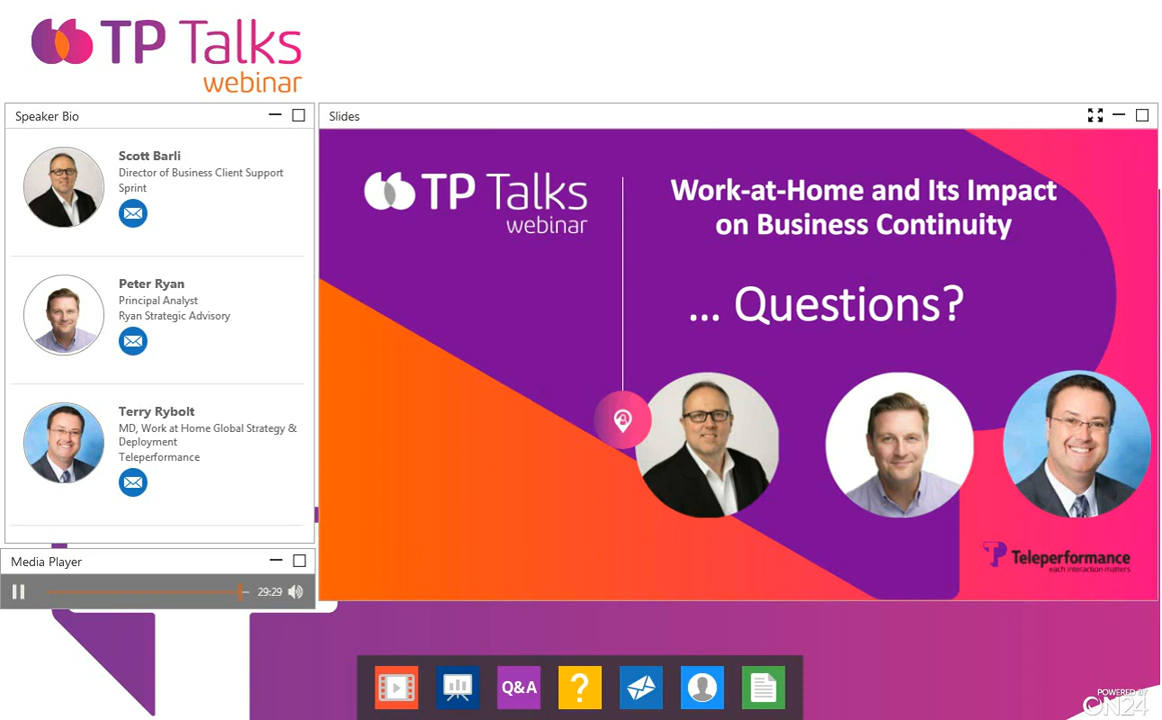 TP Talks
webinar
Speaker Bio
Scott Barli
Director of Business Client Support
Sprint
Peter Ryan
Principal Analyst
Ryan Strategic Advisory
Terry Rybolt
MD, Work at Home Global Strategy &
Deployment
Teleperformance
Media Player
29:29
Slides
TP Talks
webinar
Work-at-Home and Its Impact
on Business Continuity
... Questions?
Teleperformance
each interaction matters
Q&A
?
POWERED BY
ON24